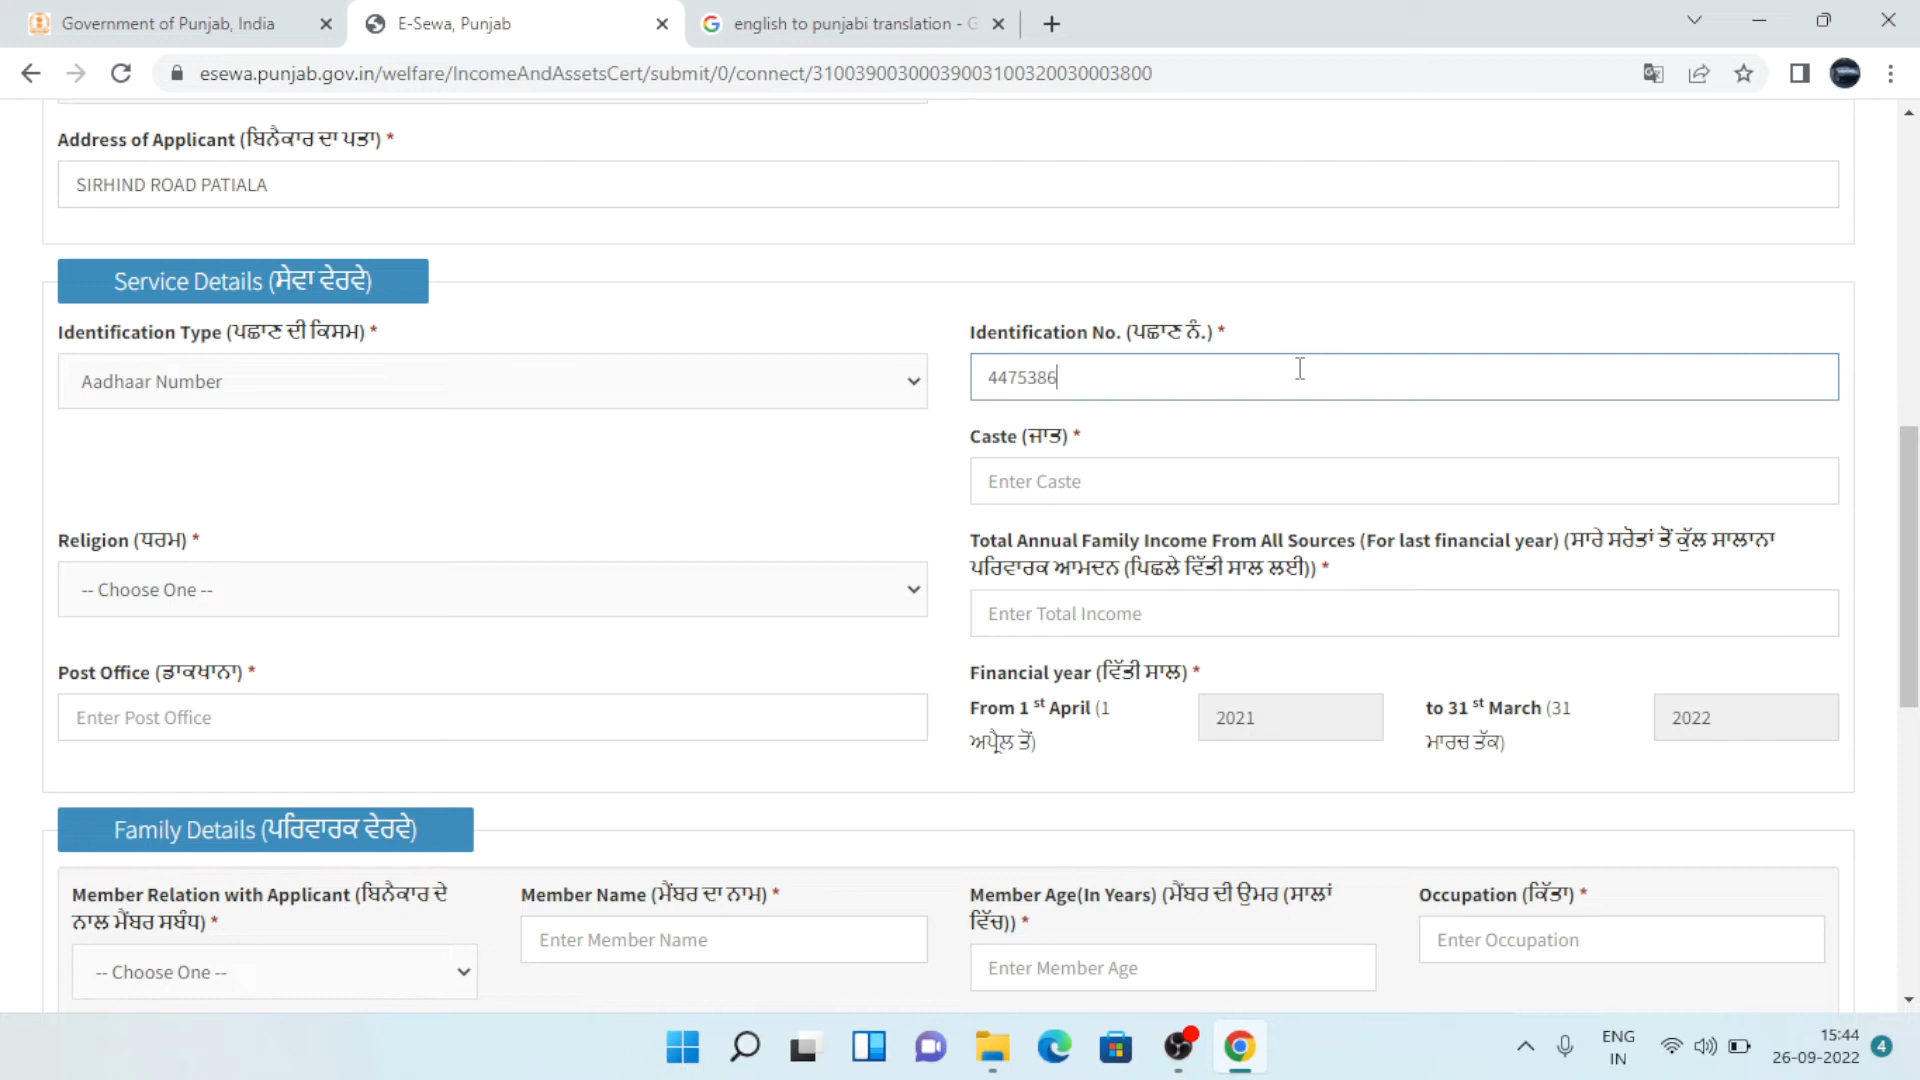 Government of Punjab, India
E-Sewa, Punjab
english to punjabi translation - G
esewa.punjab.gov.in/welfare/IncomeAndAssetsCert/submit/0/connect/31003900300039003100320030003800
Address of Applicant (ਬਿਨੈਕਾਰ ਦਾ ਪਤਾ) *
SIRHIND ROAD PATIALA
Service Details (ਸੇਵਾ ਵੇਰਵੇ)
Identification Type (ਪਛਾਣ ਦੀ ਕਿਸਮ) *
Identification No. (ਪਛਾਣ ਨੰ.) *
Aadhaar Number
4475386
Caste (ਜਾਤ) *
Enter Caste
Religion (ਧਰਮ) *
Total Annual Family Income From All Sources (For last financial year) (ਸਾਰੇ ਸਰੋਤਾਂ ਤੋਂ ਕੁੱਲ ਸਾਲਾਨਾ
ਪਰਿਵਾਰਕ ਆਮਦਨ (ਪਿਛਲੇ ਵਿੱਤੀ ਸਾਲ ਲਈ)) *
-- Choose One --
Enter Total Income
Post Office (ਡਾਕਖਾਨਾ) *
Financial year (ਵਿੱਤੀ ਸਾਲ) *
Enter Post Office
From 1 st April (1
ਅਪ੍ਰੈਲ ਤੋਂ)
2021
to 31 st March (31
ਮਾਰਚ ਤੱਕ)
2022
Family Details (ਪਰਿਵਾਰਕ ਵੇਰਵੇ)
Member Relation with Applicant (ਬਿਨੈਕਾਰ ਦੇ
ਨਾਲ ਮੈਂਬਰ ਸਬੰਧ) *
Member Name (ਮੈਂਬਰ ਦਾ ਨਾਮ) *
Member Age(In Years) (ਮੈਂਬਰ ਦੀ ਉਮਰ (ਸਾਲਾਂ
ਵਿੱਚ)) *
Occupation (ਕਿੱਤਾ) *
-- Choose One --
Enter Member Name
Enter Member Age
Enter Occupation
ENG
IN
15:44
26-09-2022
4